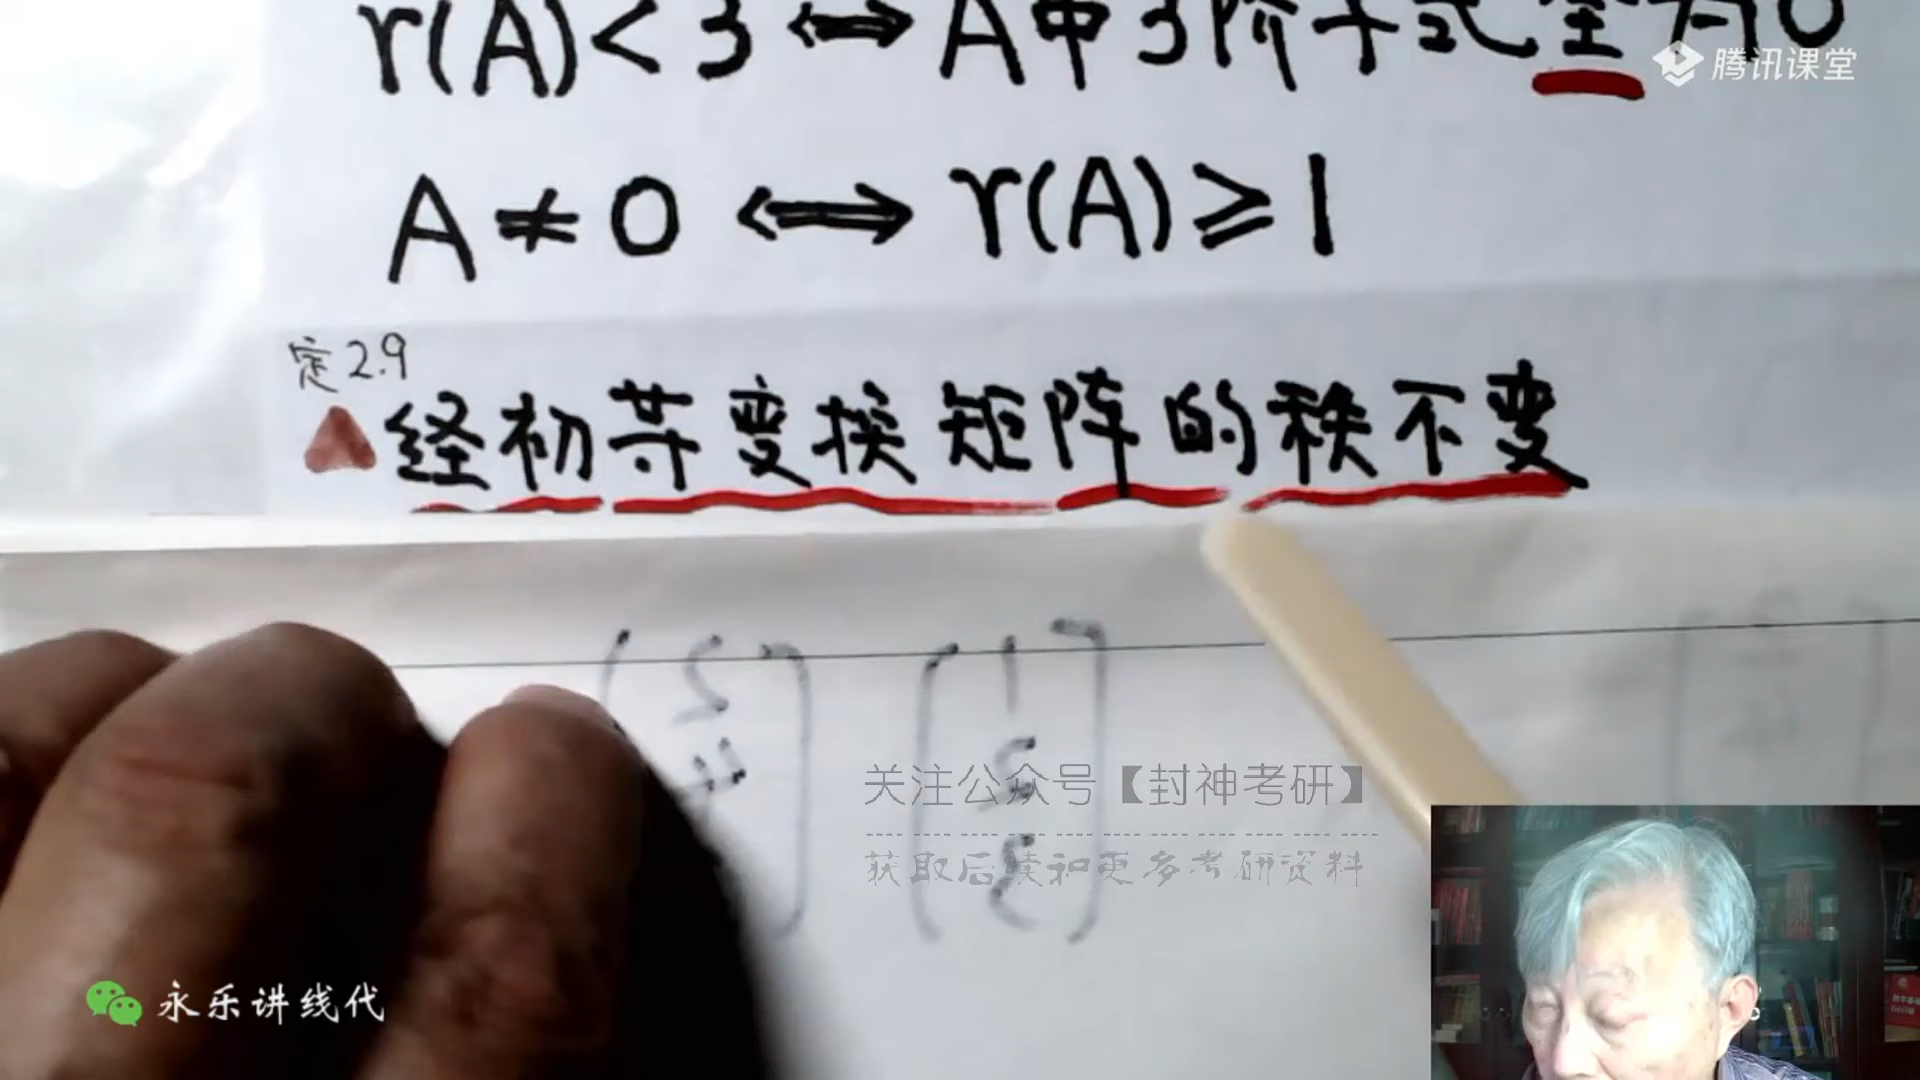 r(A)<3 ⟺ A中3阶子式全为0
腾讯课堂
A≠0 ⟺ r(A)≥1
定2.9
▲经初等变换矩阵的秩不变
关注公众号【封神考研】
获取后续和更多考研资料
永乐讲线代